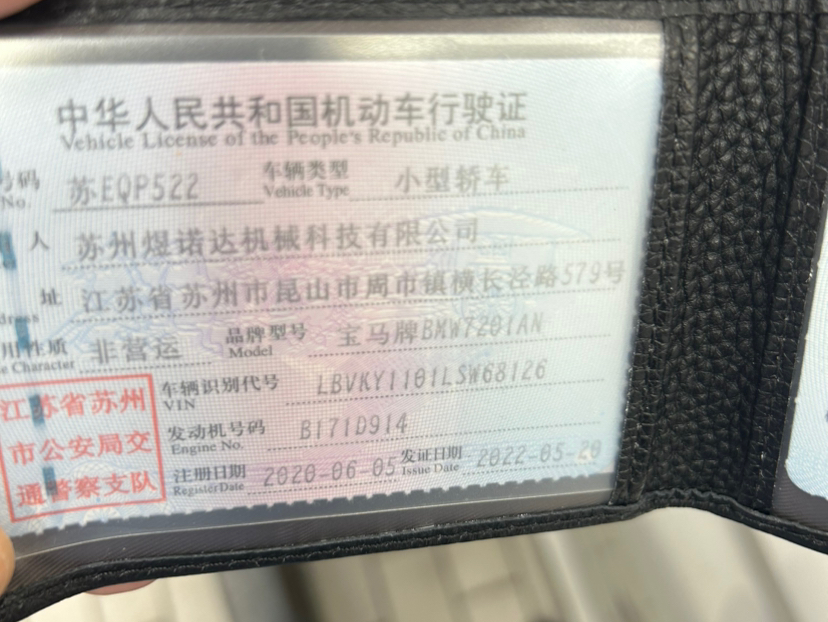 中华人民共和国机动车行驶证
Vehicle License of the People's Republic of China
号码 苏EQP522 车辆类型 小型轿车
No. Vehicle Type
人 苏州煜诺达机械科技有限公司
址 江苏省苏州市昆山市周市镇横长泾路579号
用性质 非营运 品牌型号 宝马牌BMW7201AN
Character Model
车辆识别代号 LBVKY1101LSW68126
VIN
发动机号码 B171D914
Engine No.
注册日期 2020-06-05 发证日期 2022-05-20
Register Date Issue Date
江苏省苏州
市公安局交
通警察支队